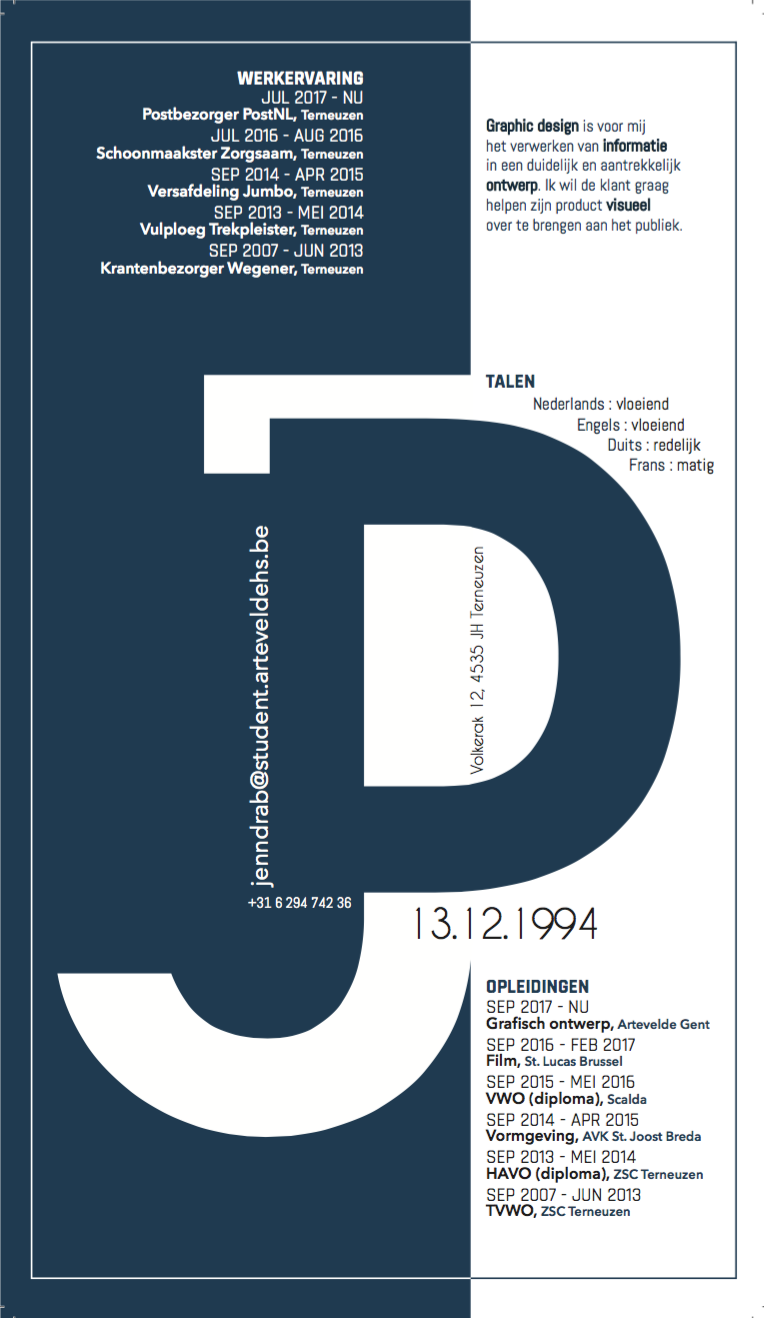 WERKERVARING
JUL 2017 - NU
Postbezorger PostNL, Terneuzen
JUL 2016 - AUG 2016
Schoonmaakster Zorgsaam, Terneuzen
SEP 2014 - APR 2015
Versafdeling Jumbo, Terneuzen
SEP 2013 - MEI 2014
Vulploeg Trekpleister, Terneuzen
SEP 2007 - JUN 2013
Krantenbezorger Wegener, Terneuzen
Graphic design is voor mij
het verwerken van informatie
in een duidelijk en aantrekkelijk
ontwerp. Ik wil de klant graag
helpen zijn product visueel
over te brengen aan het publiek.
TALEN
Nederlands : vloeiend
Engels : vloeiend
Duits : redelijk
Frans : matig
JD
jenndrab@student.arteveldehs.be
Volkerak 12, 4535 JH Terneuzen
+31 6 294 742 36
13.12.1994
OPLEIDINGEN
SEP 2017 - NU
Grafisch ontwerp, Artevelde Gent
SEP 2016 - FEB 2017
Film, St. Lucas Brussel
SEP 2015 - MEI 2016
VWO (diploma), Scalda
SEP 2014 - APR 2015
Vormgeving, AVK St. Joost Breda
SEP 2013 - MEI 2014
HAVO (diploma), ZSC Terneuzen
SEP 2007 - JUN 2013
TVWO, ZSC Terneuzen